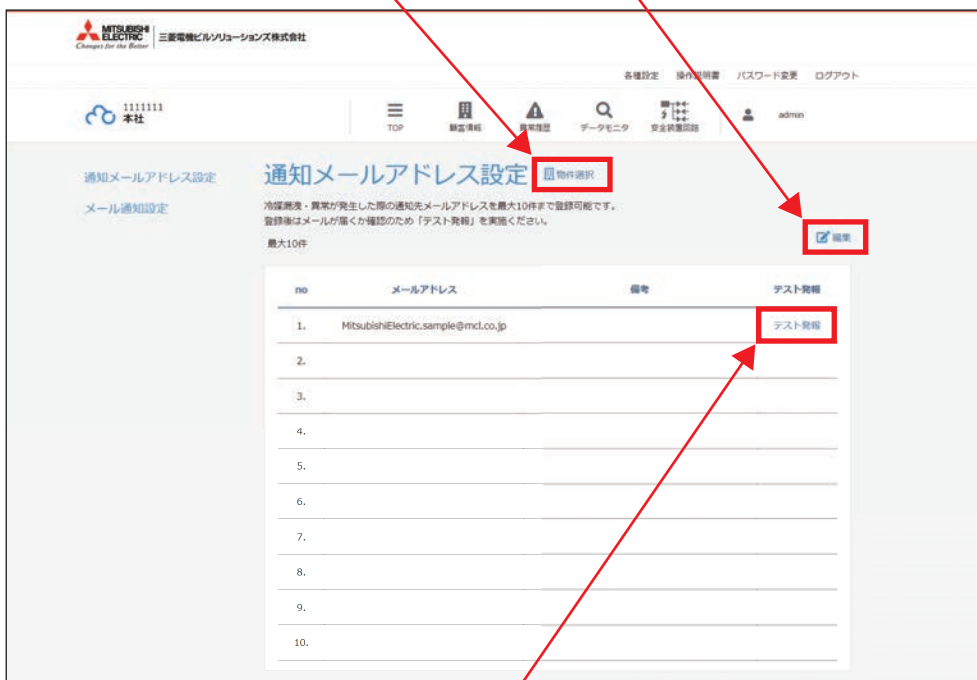 MITSUBISHI
ELECTRIC
Changes for the Better
三菱電機ビルソリューションズ株式会社
各種設定 操作説明書 パスワード変更 ログアウト
1111111
本社
TOP 顧客情報 異常履歴 データモニタ 安全装置回路 admin
通知メールアドレス設定
メール通知設定
通知メールアドレス設定 物件選択
冷媒漏洩・異常が発生した際の通知先メールアドレスを最大10件まで登録可能です。
登録後はメールが届くか確認のため「テスト発報」を実施ください。
編集
最大10件
no メールアドレス 備考 テスト発報
1. MitsubishiElectric.sample@mcl.co.jp テスト発報
2.
3.
4.
5.
6.
7.
8.
9.
10.